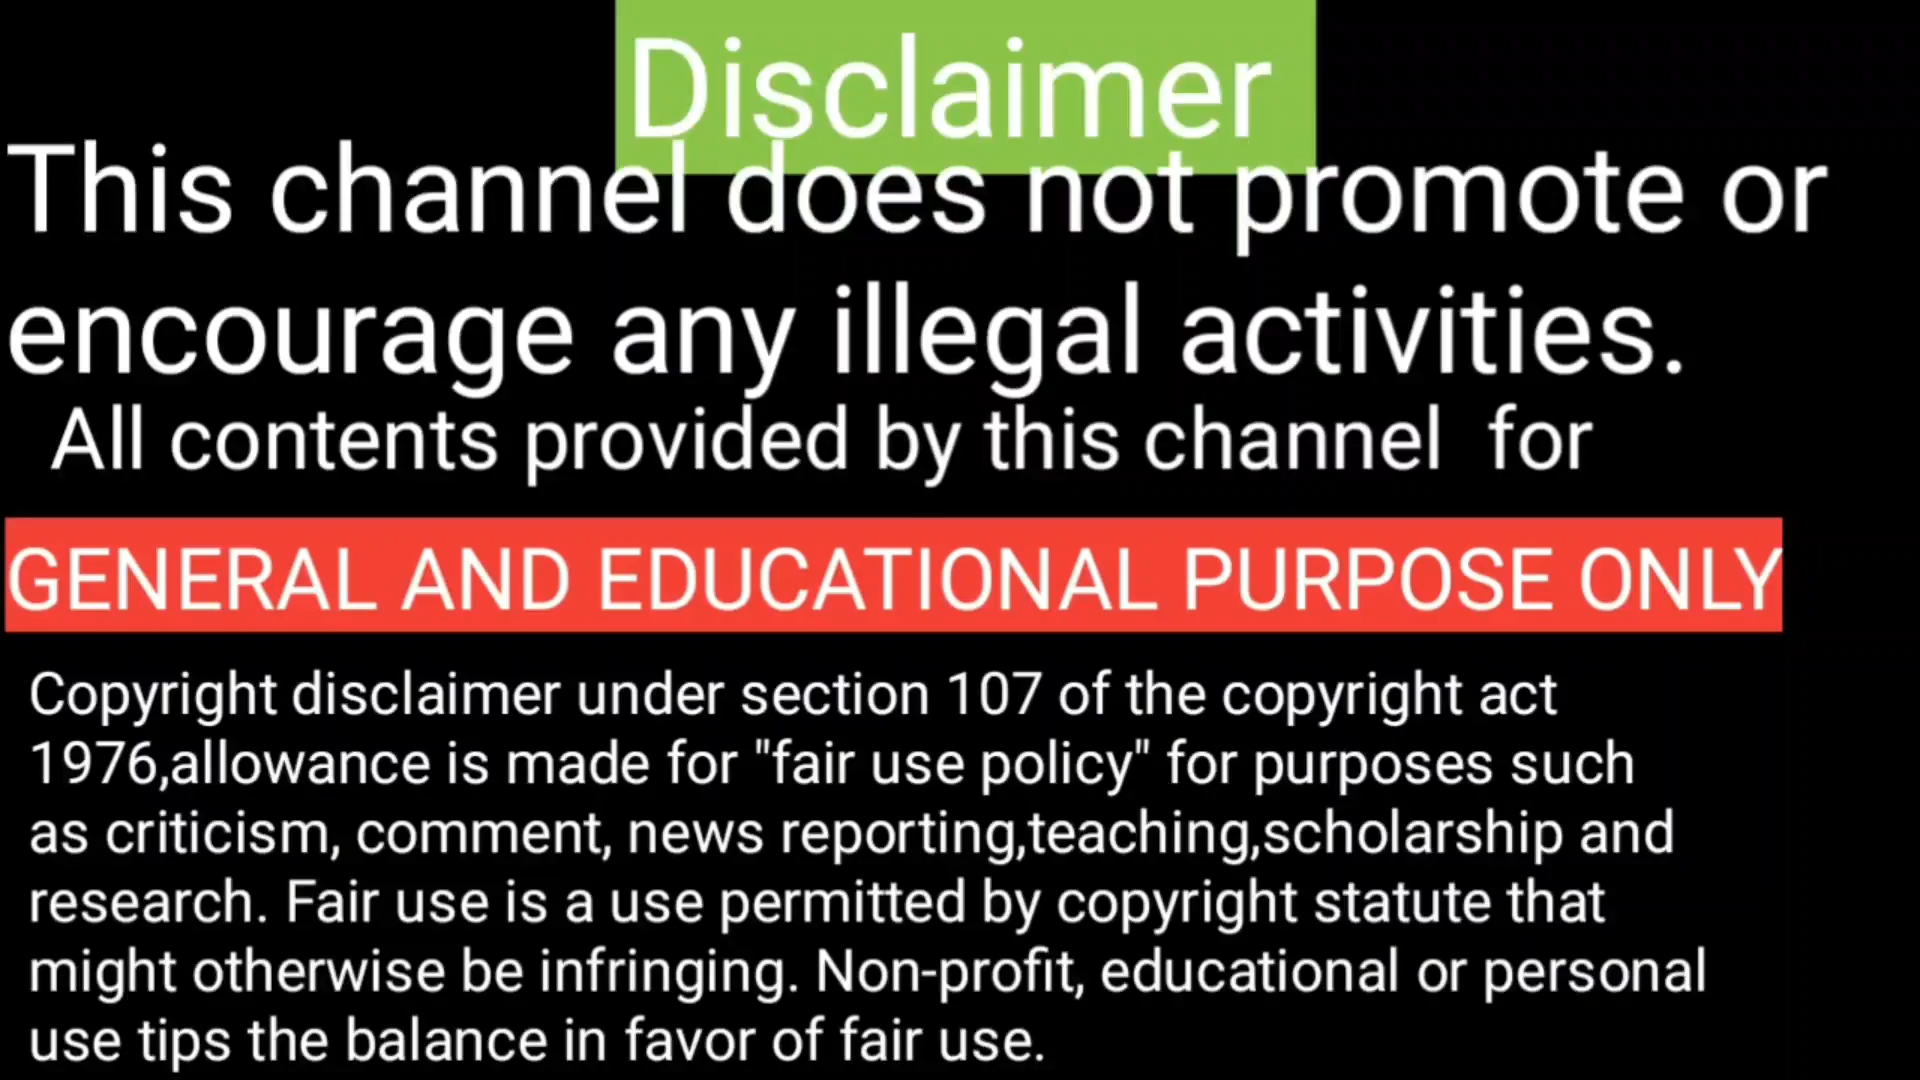 Disclaimer
This channel does not promote or
encourage any illegal activities.
All contents provided by this channel  for
GENERAL AND EDUCATIONAL PURPOSE ONLY
Copyright disclaimer under section 107 of the copyright act
1976,allowance is made for "fair use policy" for purposes such
as criticism, comment, news reporting,teaching,scholarship and
research. Fair use is a use permitted by copyright statute that
might otherwise be infringing. Non-profit, educational or personal
use tips the balance in favor of fair use.